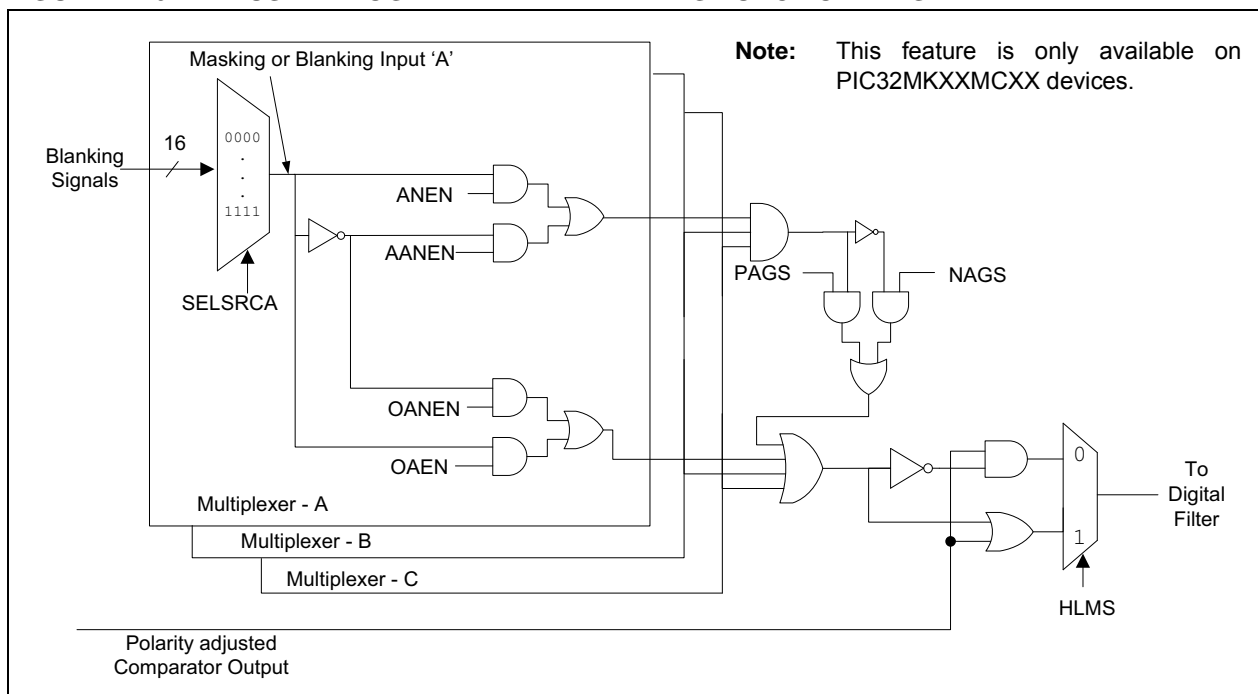 Note: This feature is only available on
PIC32MKXXMCXX devices.
Masking or Blanking Input ‘A’
16
Blanking
Signals
0000
.
.
.
1111
SELSRCA
ANEN
AANEN
PAGS
NAGS
OANEN
OAEN
Multiplexer - A
Multiplexer - B
Multiplexer - C
0
1
To
Digital
Filter
HLMS
Polarity adjusted
Comparator Output